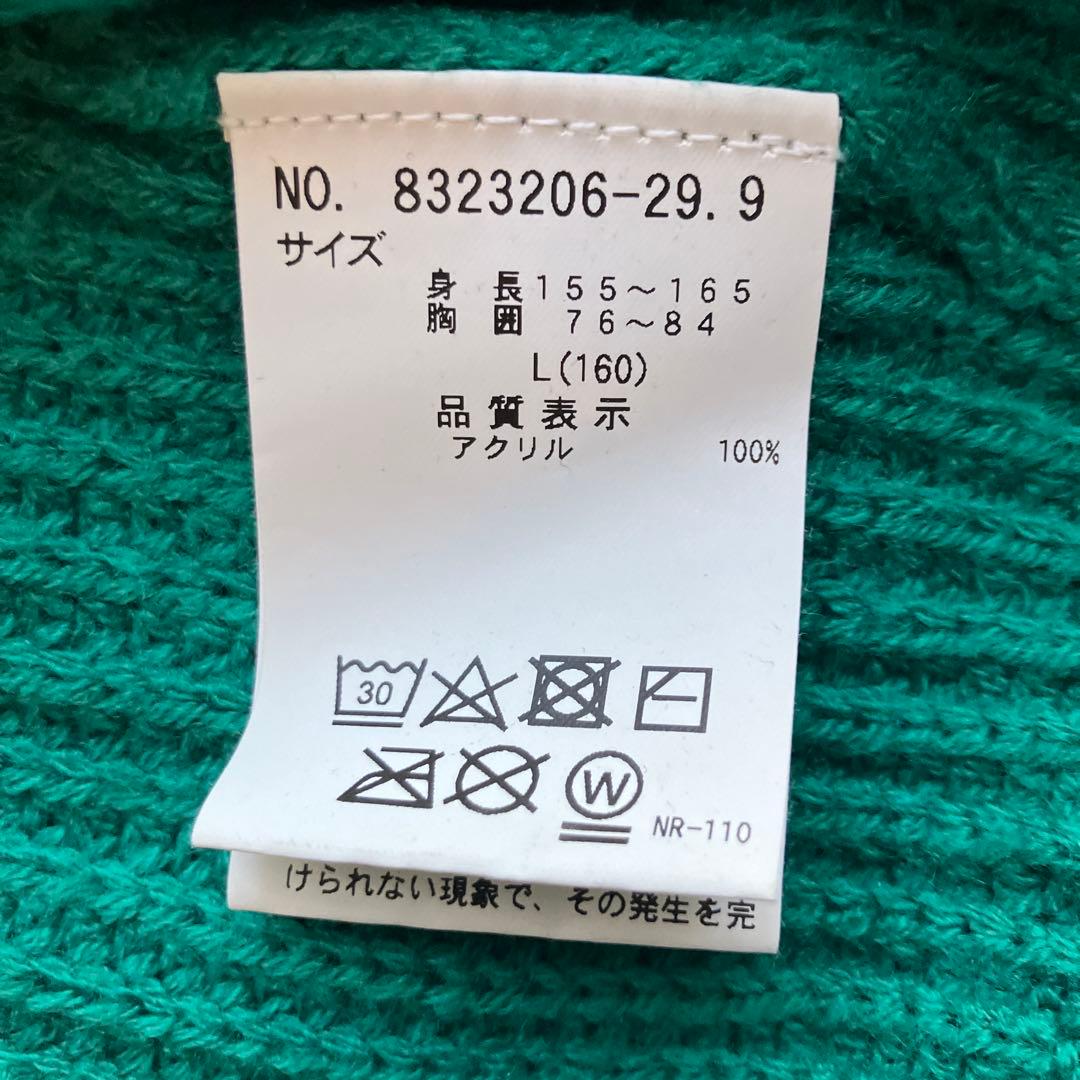 NO. 8323206-29.9
サイズ
身 長155～165
胸 囲 76～84
L(160)
品質表示
アクリル 100%
30
W
NR-110
けられない現象で、その発生を完